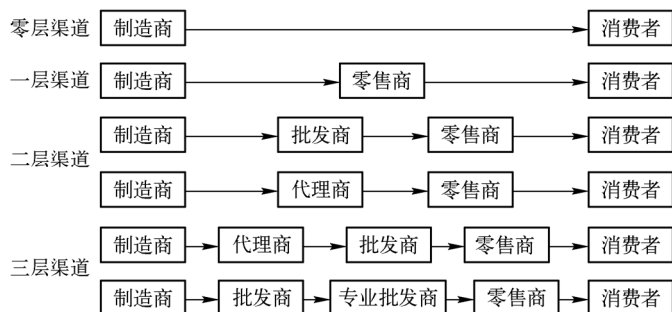 零层渠道 制造商 消费者
一层渠道 制造商 零售商 消费者
制造商 批发商 零售商 消费者
二层渠道
制造商 代理商 零售商 消费者
制造商 代理商 批发商 零售商 消费者
三层渠道
制造商 批发商 专业批发商 零售商 消费者